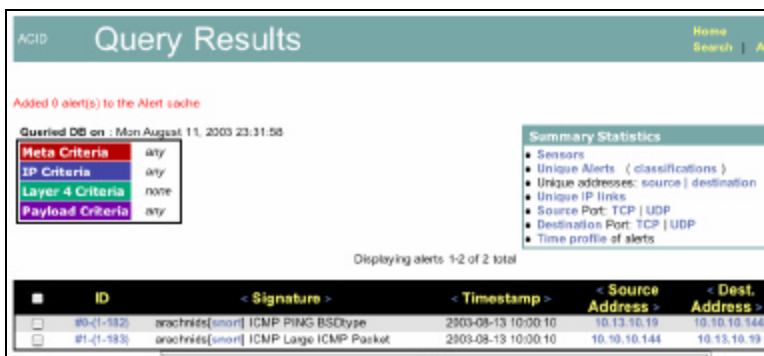 ACID Query Results Home
Search | A
Added 0 alert(s) to the Alert cache
Queried DB on : Mon August 11, 2003 23:31:58
Meta Criteria any
IP Criteria any
Layer 4 Criteria none
Payload Criteria any
Summary Statistics
• Sensors
• Unique Alerts ( classifications )
• Unique addresses: source | destination
• Unique IP links
• Source Port: TCP | UDP
• Destination Port: TCP | UDP
• Time profile of alerts
Displaying alerts 1-2 of 2 total
ID < Signature > < Timestamp > < Source Address > < Dest. Address >
#0-(1-182) arachnids[snort] ICMP PING BSDtype 2003-08-13 10:00:10 10.13.10.19 10.10.10.144
#1-(1-183) arachnids[snort] ICMP Large ICMP Packet 2003-08-13 10:00:10 10.10.10.144 10.13.10.19